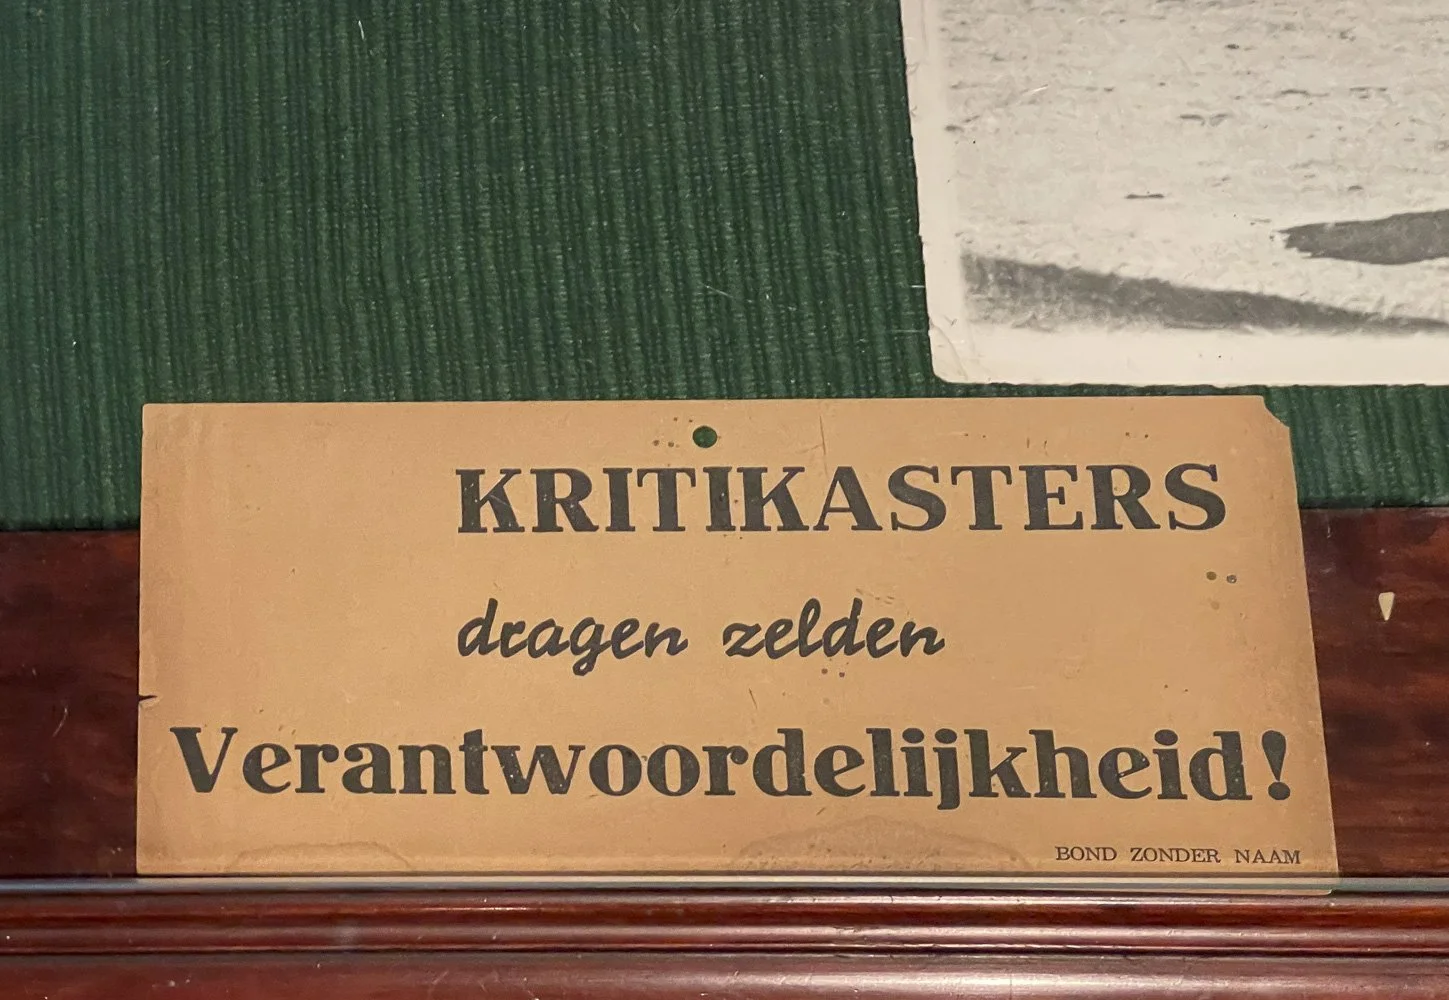 KRITIKASTERS
dragen zelden
Verantwoordelijkheid!
BOND ZONDER NAAM